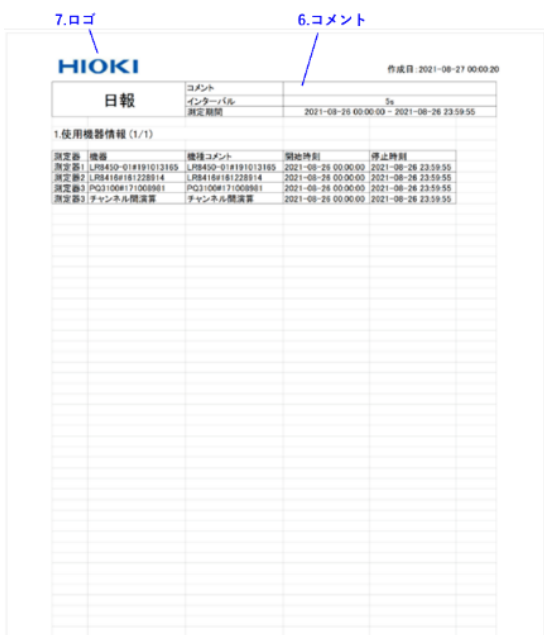 7.ロゴ 6.コメント
HIOKI
作成日:2021-08-27 00:00:20
日報
コメント
インターバル 5s
測定期間 2021-08-26 00:00:00 - 2021-08-26 23:59:55
1.使用機器情報 (1/1)
測定器 機器 機種コメント 開始時刻 停止時刻
測定器1 LR8450-01#191013165 LR8450-01#191013165 2021-08-26 00:00:00 2021-08-26 23:59:55
測定器2 LR8416#161228914 LR8416#161228914 2021-08-26 00:00:00 2021-08-26 23:59:55
測定器3 PQ3100#171008981 PQ3100#171008981 2021-08-26 00:00:00 2021-08-26 23:59:55
測定器3 チャンネル間演算 チャンネル間演算 2021-08-26 00:00:00 2021-08-26 23:59:55